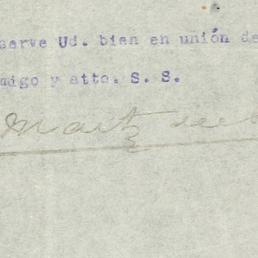 serve Ud. bien en unión de
migo y atto. S. S.